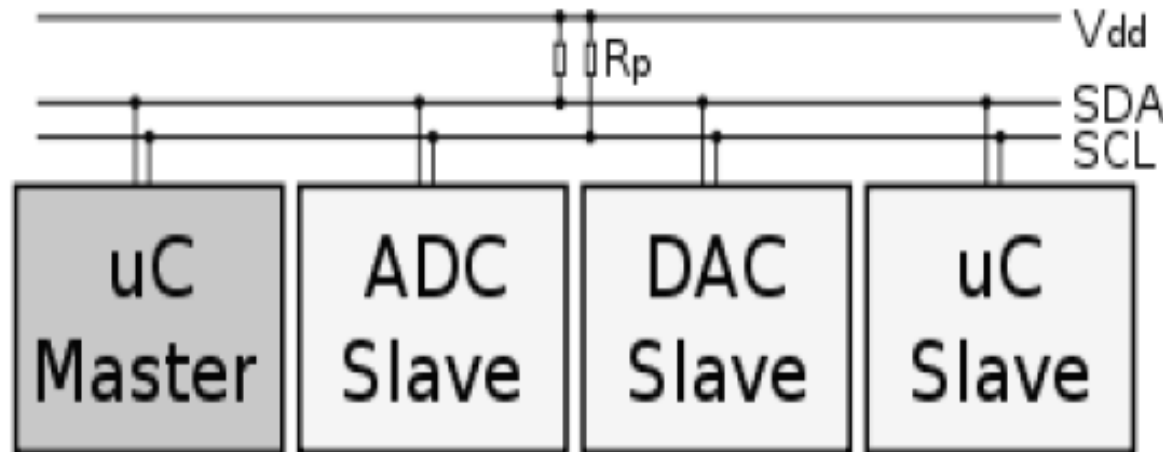 Vdd
Rp
SDA
SCL
uC
Master
ADC
Slave
DAC
Slave
uC
Slave